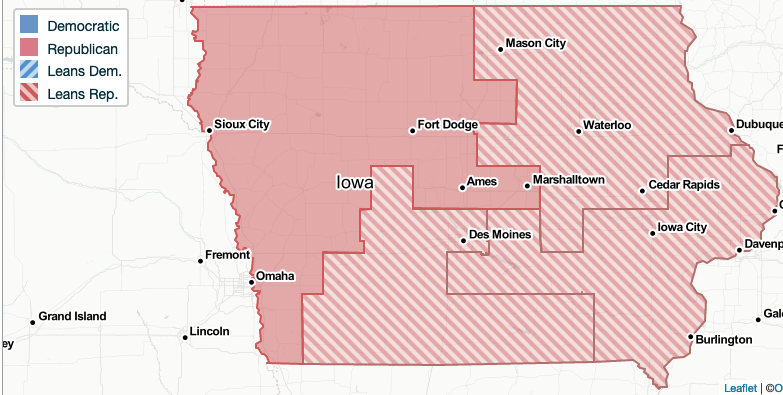 Democratic
Republican
Leans Dem.
Leans Rep.
Mason City
Sioux City
Fort Dodge
Waterloo
Dubuque
F
Iowa
Ames
Marshalltown
Cedar Rapids
Des Moines
Iowa City
Davenp
Fremont
Omaha
Grand Island
Lincoln
ey
Gal
Burlington
Leaflet | ©O